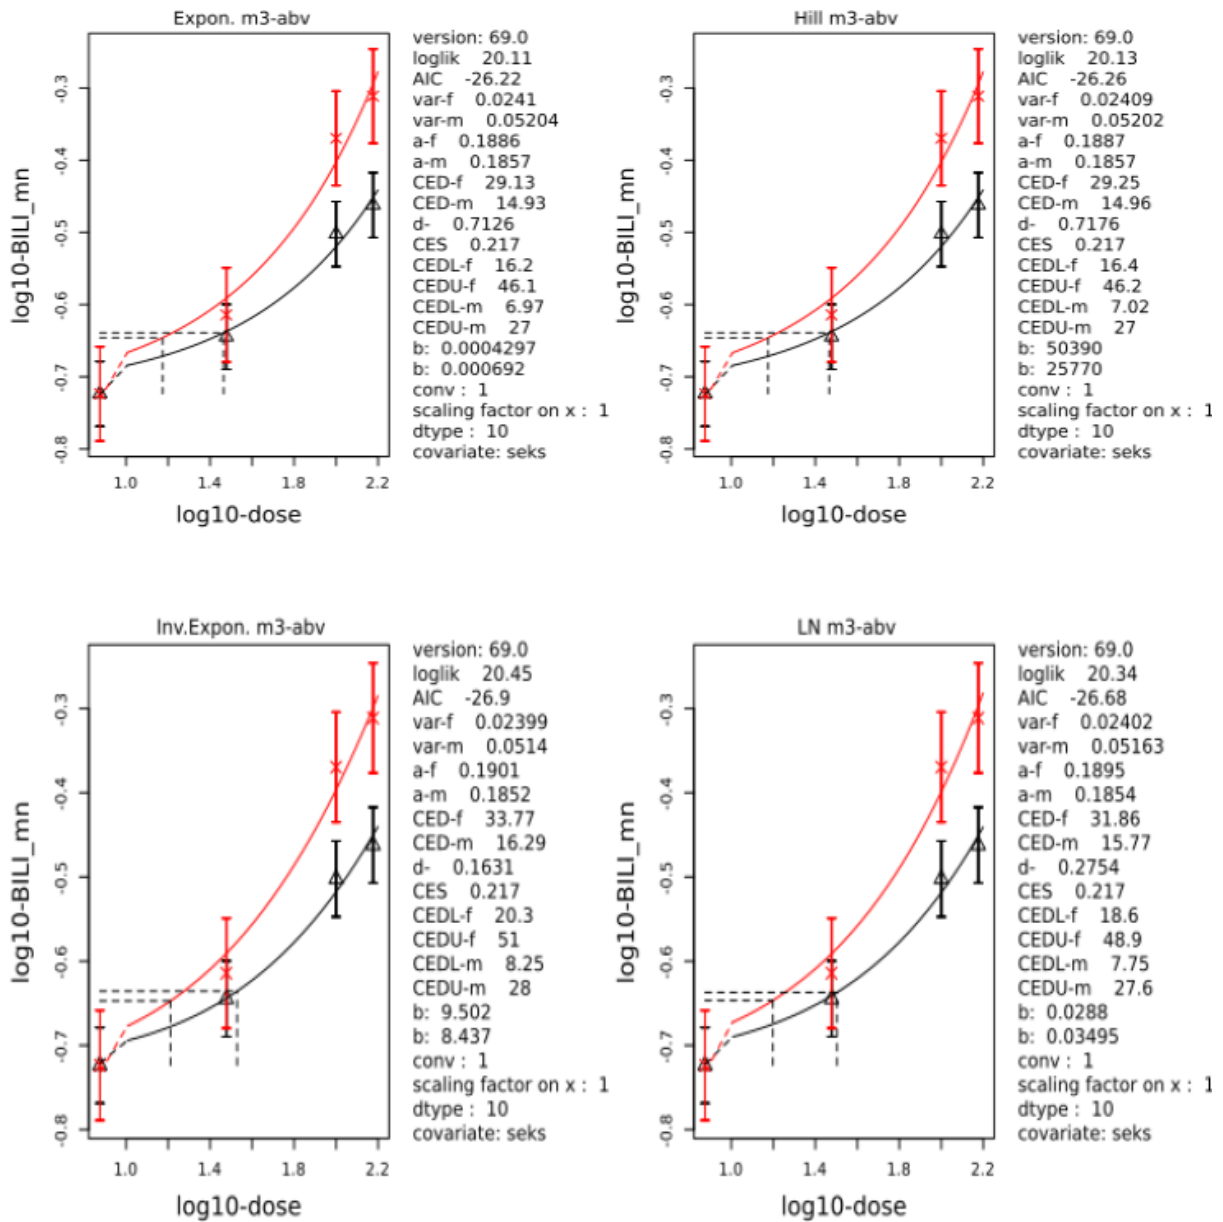 Expon. m3-abv
log10-BILI_mn
-0.3
-0.4
-0.5
-0.6
-0.7
-0.8
1.0 1.4 1.8 2.2
log10-dose
version: 69.0
loglik 20.11
AIC -26.22
var-f 0.0241
var-m 0.05204
a-f 0.1886
a-m 0.1857
CED-f 29.13
CED-m 14.93
d- 0.7126
CES 0.217
CEDL-f 16.2
CEDU-f 46.1
CEDL-m 6.97
CEDU-m 27
b: 0.0004297
b: 0.000692
conv : 1
scaling factor on x : 1
dtype : 10
covariate: seks
Hill m3-abv
log10-BILI_mn
-0.3
-0.4
-0.5
-0.6
-0.7
-0.8
1.0 1.4 1.8 2.2
log10-dose
version: 69.0
loglik 20.13
AIC -26.26
var-f 0.02409
var-m 0.05202
a-f 0.1887
a-m 0.1857
CED-f 29.25
CED-m 14.96
d- 0.7176
CES 0.217
CEDL-f 16.4
CEDU-f 46.2
CEDL-m 7.02
CEDU-m 27
b: 50390
b: 25770
conv : 1
scaling factor on x : 1
dtype : 10
covariate: seks
Inv.Expon. m3-abv
log10-BILI_mn
-0.3
-0.4
-0.5
-0.6
-0.7
-0.8
1.0 1.4 1.8 2.2
log10-dose
version: 69.0
loglik 20.45
AIC -26.9
var-f 0.02399
var-m 0.0514
a-f 0.1901
a-m 0.1852
CED-f 33.77
CED-m 16.29
d- 0.1631
CES 0.217
CEDL-f 20.3
CEDU-f 51
CEDL-m 8.25
CEDU-m 28
b: 9.502
b: 8.437
conv : 1
scaling factor on x : 1
dtype : 10
covariate: seks
LN m3-abv
log10-BILI_mn
-0.3
-0.4
-0.5
-0.6
-0.7
-0.8
1.0 1.4 1.8 2.2
log10-dose
version: 69.0
loglik 20.34
AIC -26.68
var-f 0.02402
var-m 0.05163
a-f 0.1895
a-m 0.1854
CED-f 31.86
CED-m 15.77
d- 0.2754
CES 0.217
CEDL-f 18.6
CEDU-f 48.9
CEDL-m 7.75
CEDU-m 27.6
b: 0.0288
b: 0.03495
conv : 1
scaling factor on x : 1
dtype : 10
covariate: seks